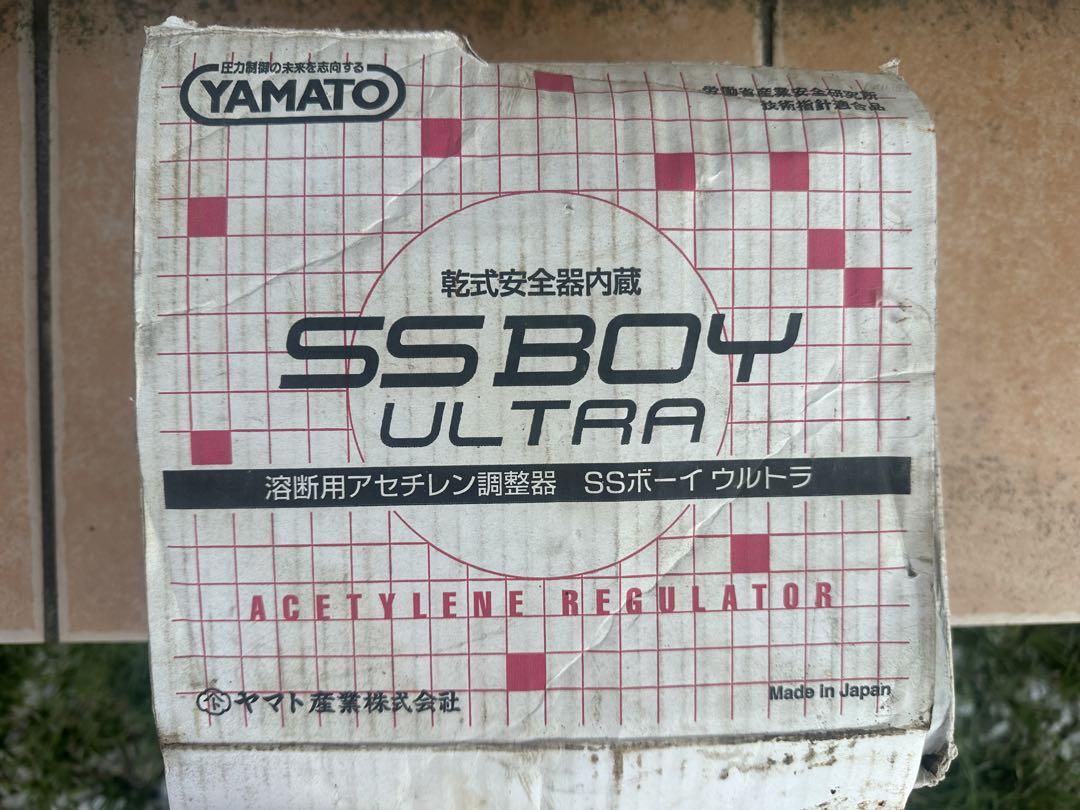 圧力制御の未来を志向する
YAMATO
労働省産業安全研究所
技術指針適合品
乾式安全器内蔵
SSBOY
ULTRA
溶断用アセチレン調整器 SSボーイ ウルトラ
ACETYLENE REGULATOR
ヤマト産業株式会社
Made in Japan